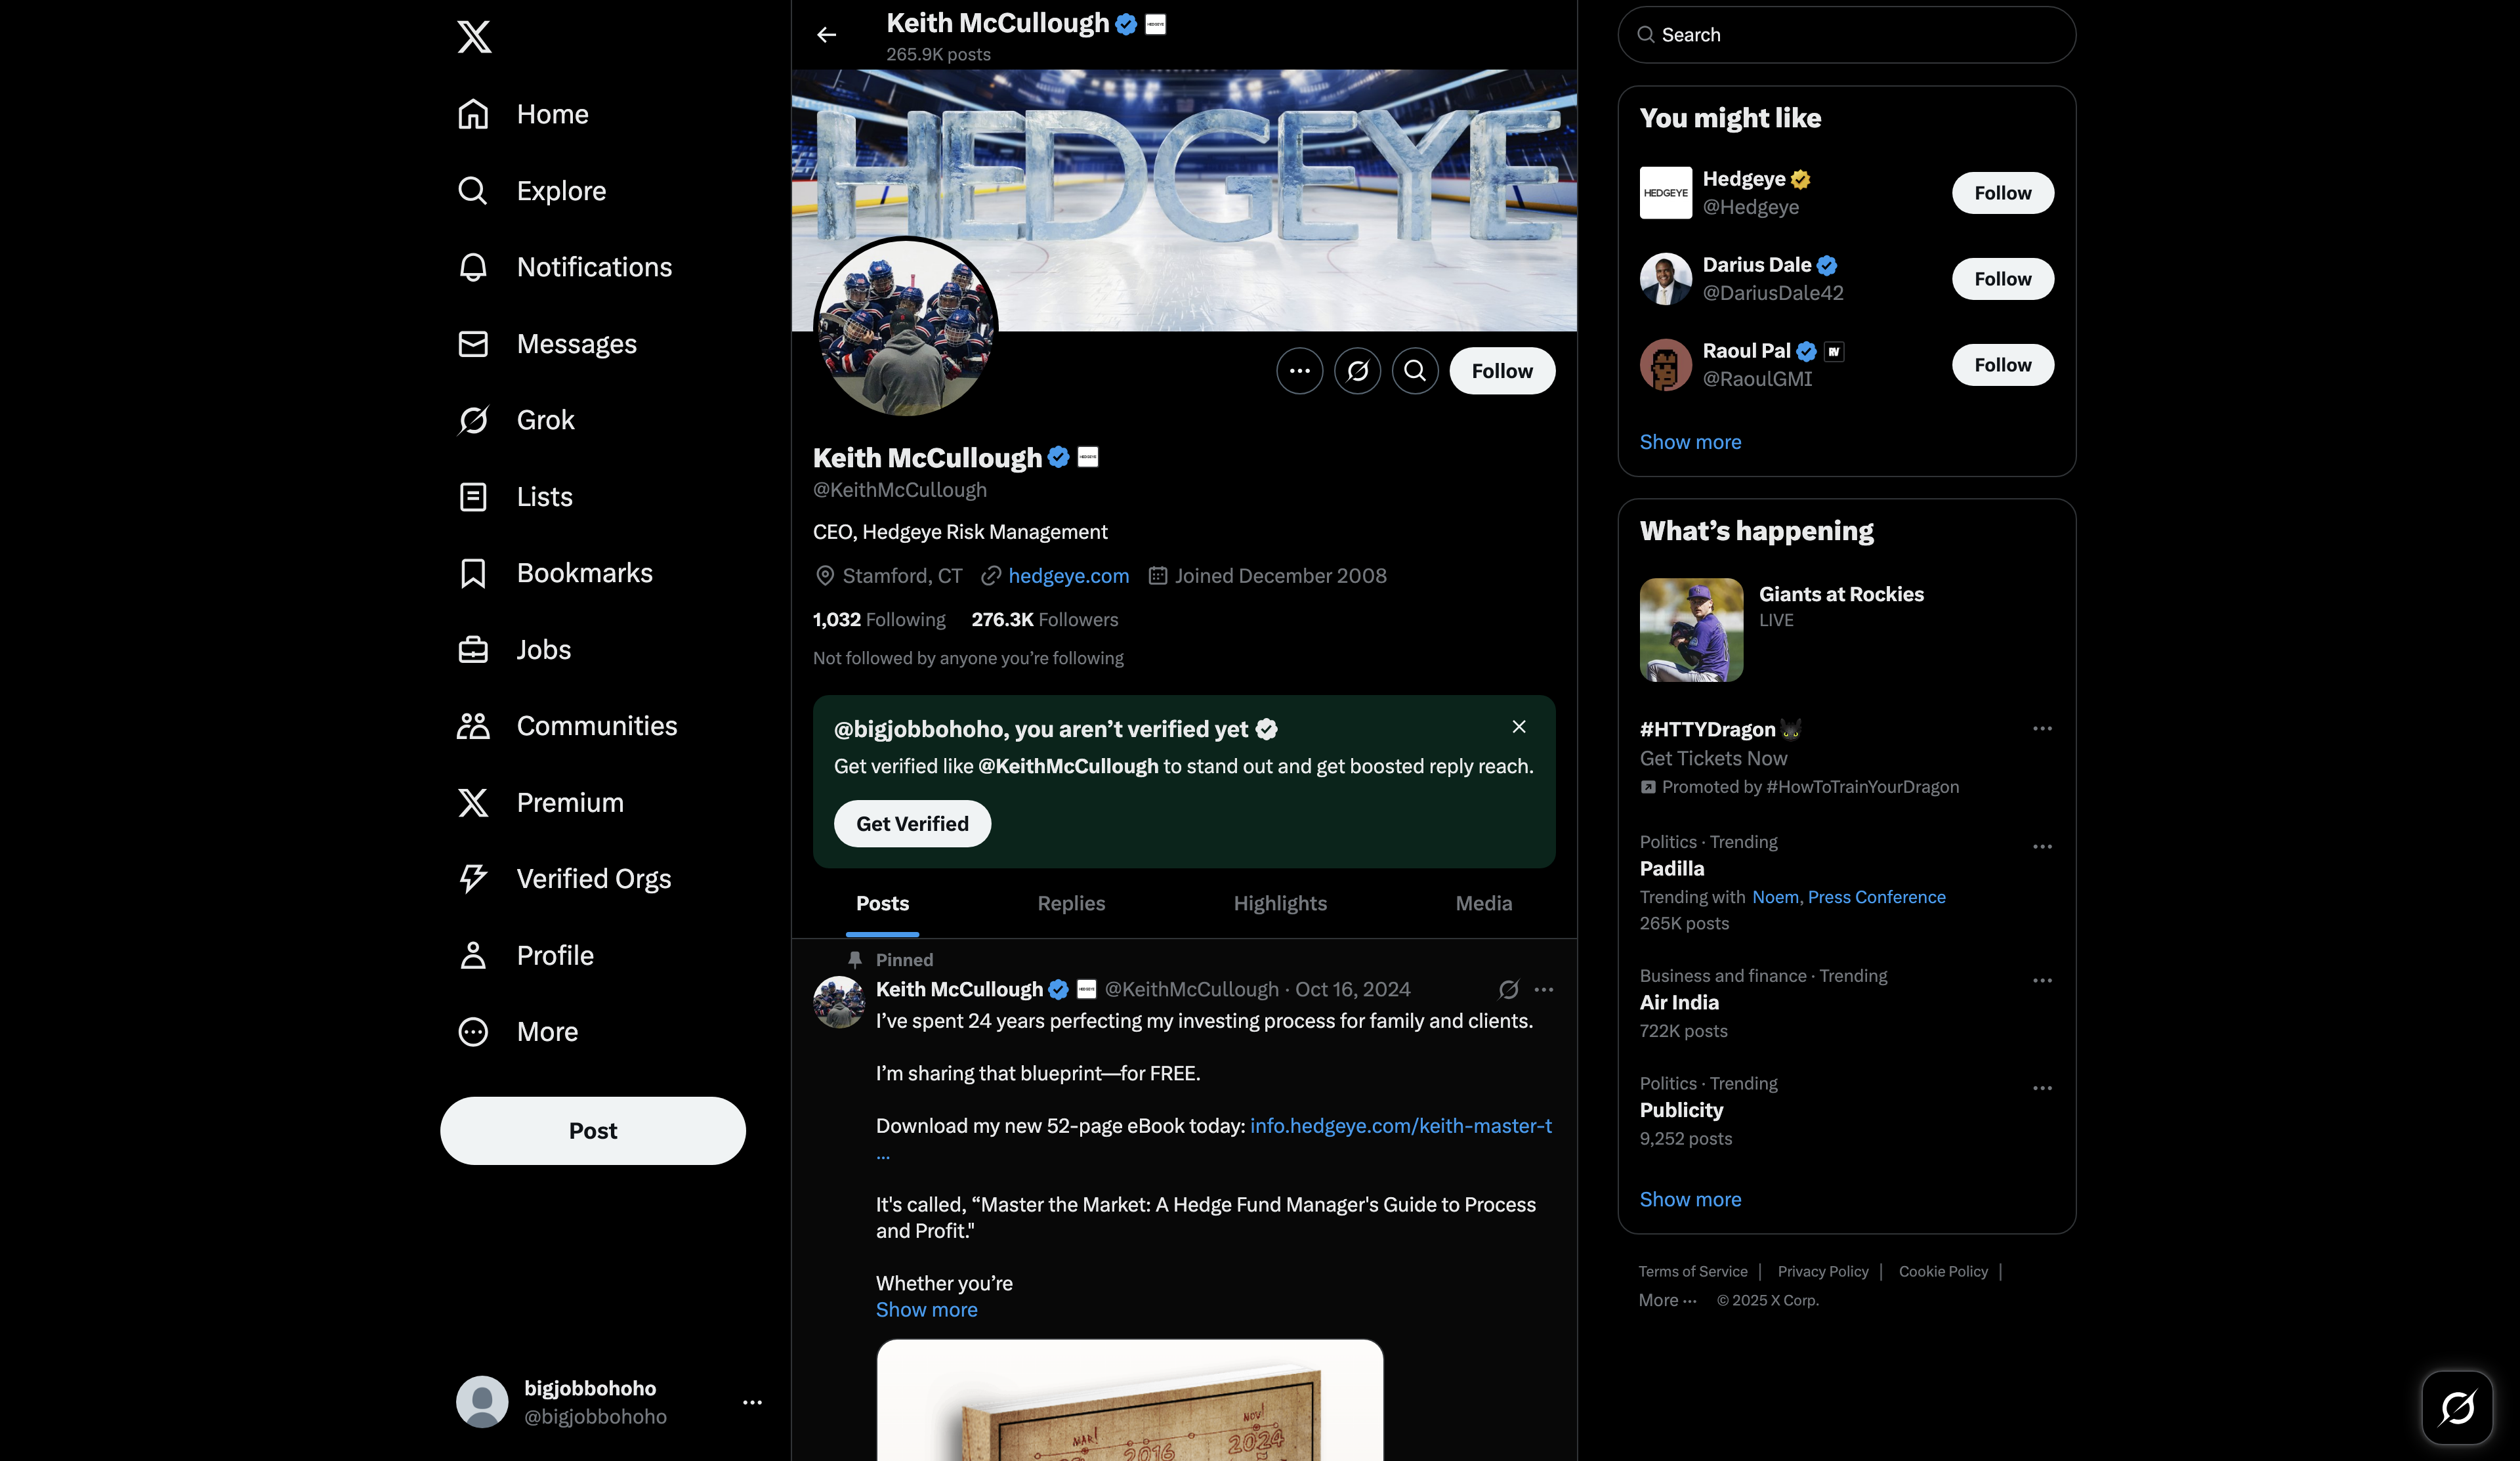 Home
Explore
Notifications
Messages
Grok
Lists
Bookmarks
Jobs
Communities
Premium
Verified Orgs
Profile
More
Post
bigjobbohoho
@bigjobbohoho
Keith McCullough
265.9K posts
HEDGEYE
Follow
Keith McCullough
@KeithMcCullough
CEO, Hedgeye Risk Management
Stamford, CT hedgeye.com Joined December 2008
1,032 Following 276.3K Followers
Not followed by anyone you’re following
@bigjobbohoho, you aren’t verified yet
Get verified like @KeithMcCullough to stand out and get boosted reply reach.
Get Verified
Posts Replies Highlights Media
Pinned
Keith McCullough @KeithMcCullough · Oct 16, 2024
I’ve spent 24 years perfecting my investing process for family and clients.
I’m sharing that blueprint—for FREE.
Download my new 52-page eBook today: info.hedgeye.com/keith-master-t
…
It's called, “Master the Market: A Hedge Fund Manager's Guide to Process
and Profit."
Whether you’re
Show more
MAR! 2016 NOV! 2024
Search
You might like
HEDGEYE
Hedgeye
@Hedgeye
Follow
Darius Dale
@DariusDale42
Follow
Raoul Pal RV
@RaoulGMI
Follow
Show more
What’s happening
Giants at Rockies
LIVE
#HTTYDragon
Get Tickets Now
Promoted by #HowToTrainYourDragon
Politics · Trending
Padilla
Trending with Noem, Press Conference
265K posts
Business and finance · Trending
Air India
722K posts
Politics · Trending
Publicity
9,252 posts
Show more
Terms of Service | Privacy Policy | Cookie Policy |
More ··· © 2025 X Corp.